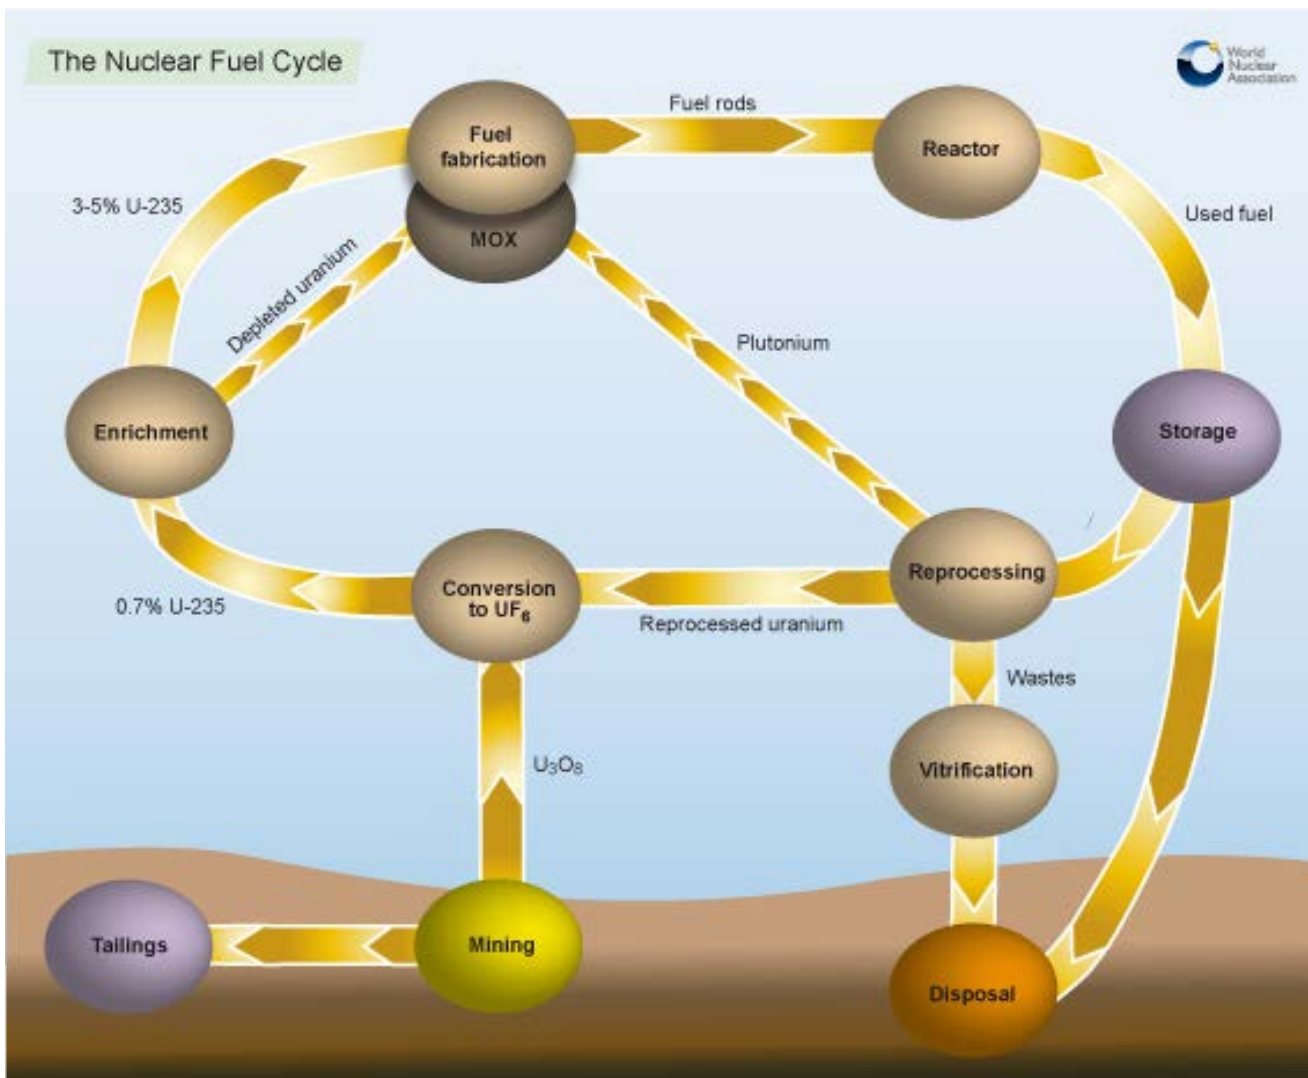 The Nuclear Fuel Cycle
World
Nuclear
Association
Fuel rods
Fuel
fabrication
Reactor
3-5% U-235
Used fuel
MOX
Depleted uranium
Plutonium
Enrichment
Storage
Reprocessing
Conversion
to UF₆
0.7% U-235
Reprocessed uranium
Wastes
U₃O₈
Vitrification
Tailings
Mining
Disposal